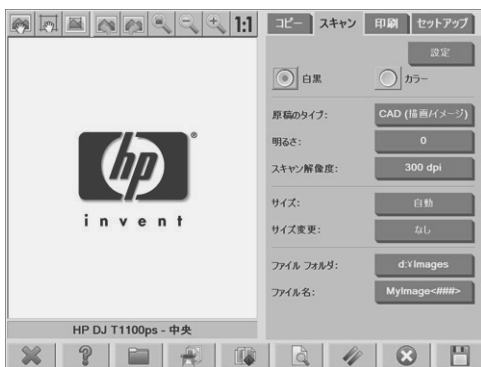 1:1
コピー スキャン 印刷 セットアップ
設定
白黒 カラー
原稿のタイプ: CAD (描画/イメージ)
明るさ: 0
スキャン解像度: 300 dpi
サイズ: 自動
サイズ変更: なし
ファイル フォルダ: d:¥Images
ファイル名: MyImage<###>
hp
®
invent
HP DJ T1100ps - 中央